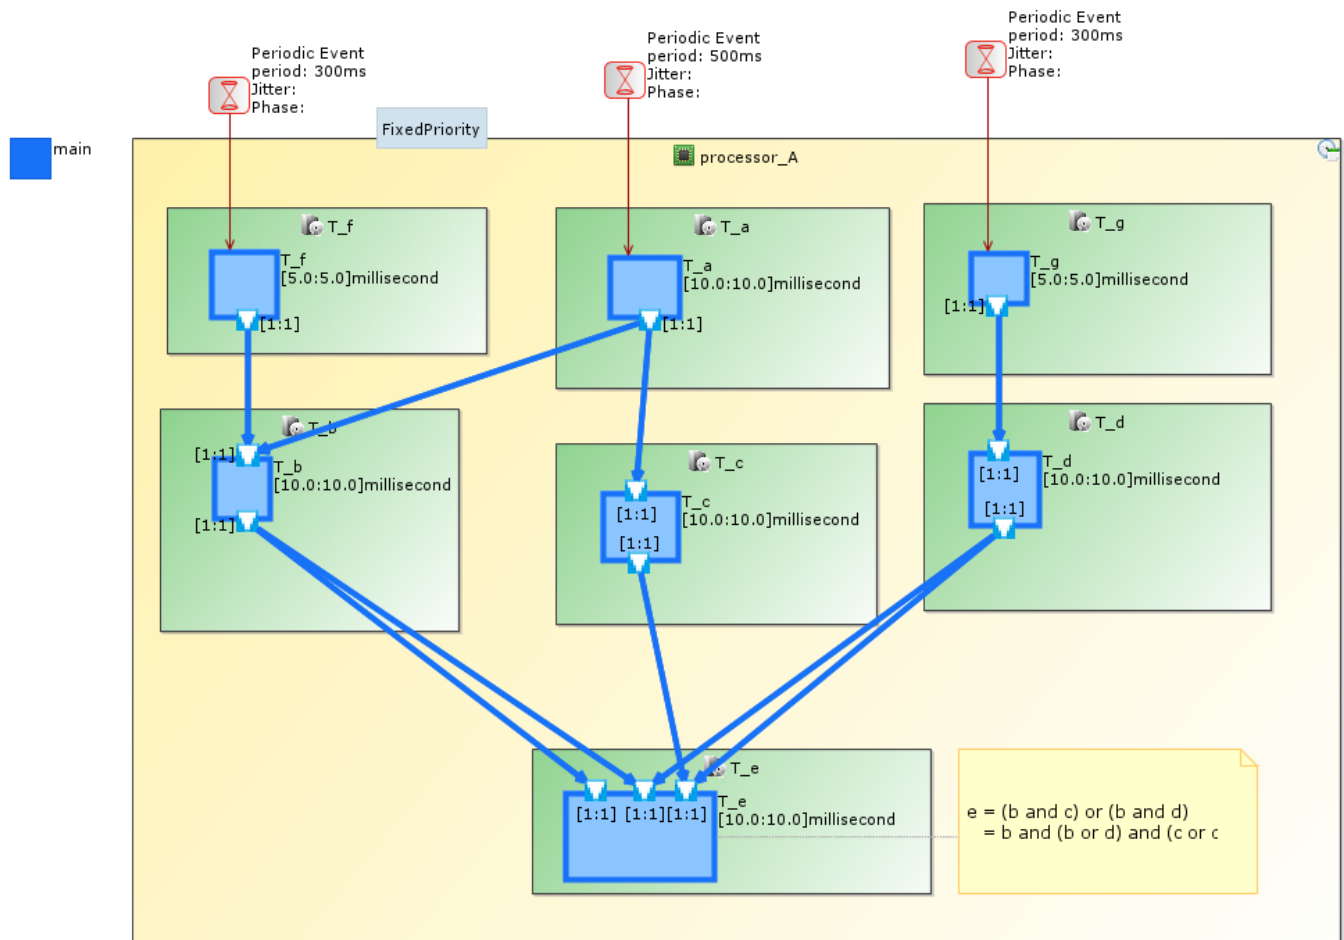 Periodic Event
period: 300ms
Jitter:
Phase:
Periodic Event
period: 500ms
Jitter:
Phase:
Periodic Event
period: 300ms
Jitter:
Phase:
main
FixedPriority
processor_A
T_f
T_f
[5.0:5.0]millisecond
[1:1]
T_a
T_a
[10.0:10.0]millisecond
[1:1]
T_g
T_g
[5.0:5.0]millisecond
[1:1]
T_b
[1:1]
T_b
[10.0:10.0]millisecond
[1:1]
T_c
T_c
[10.0:10.0]millisecond
[1:1]
[1:1]
T_d
T_d
[10.0:10.0]millisecond
[1:1]
[1:1]
T_e
T_e
[10.0:10.0]millisecond
[1:1] [1:1] [1:1]
e = (b and c) or (b and d)
= b and (b or d) and (c or